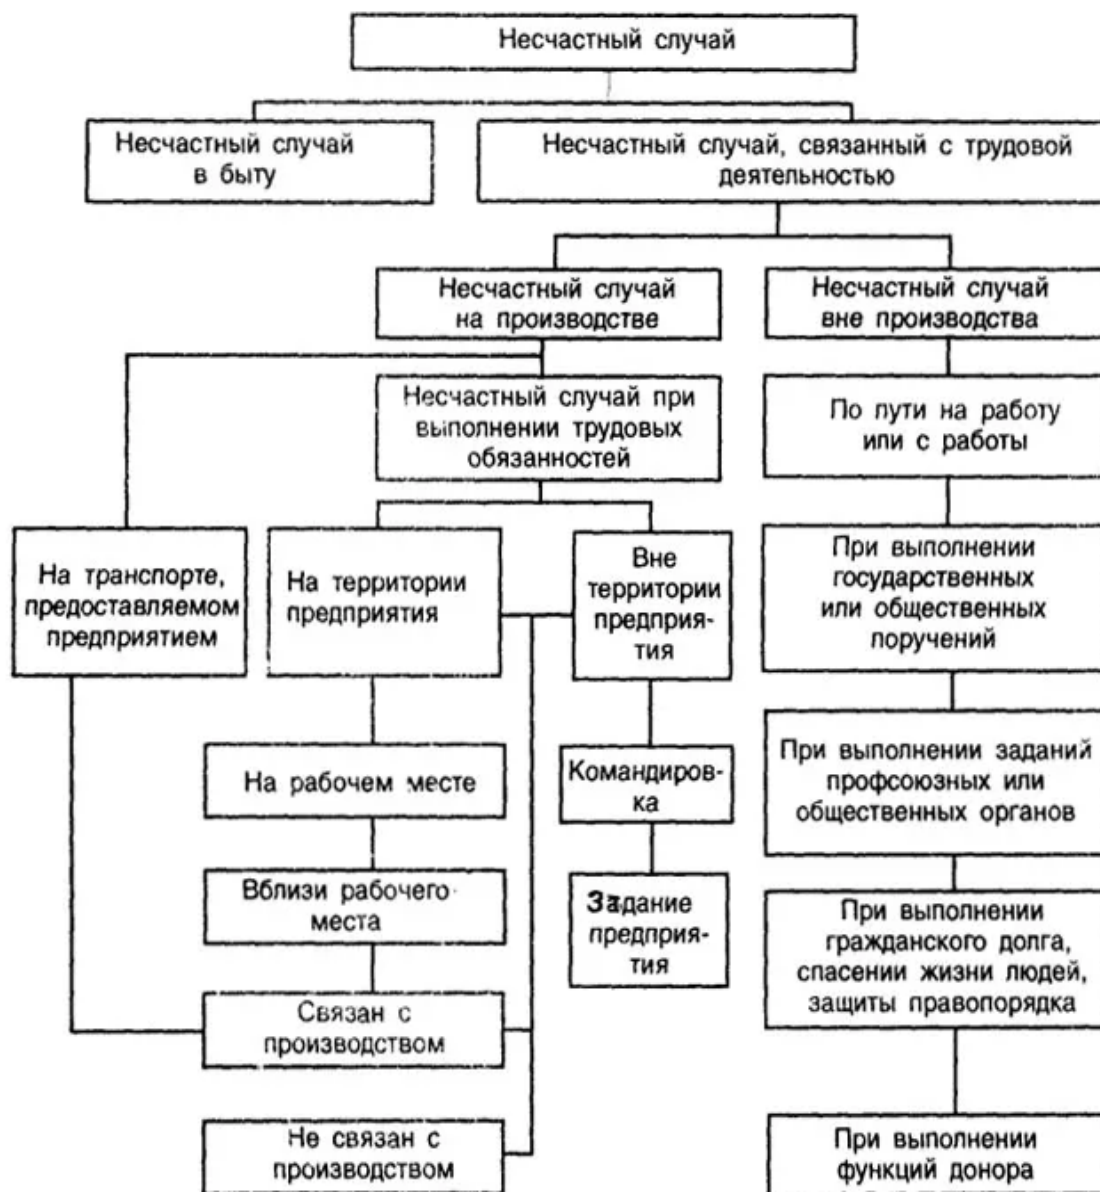 Несчастный случай
Несчастный случай
в быту
Несчастный случай, связанный с трудовой
деятельностью
Несчастный случай
на производстве
Несчастный случай
вне производства
Несчастный случай при
выполнении трудовых
обязанностей
По пути на работу
или с работы
На транспорте,
предоставляемом
предприятием
На территории
предприятия
Вне
территории
предприя-
тия
При выполнении
государственных
или общественных
поручений
На рабочем месте
Командиров-
ка
При выполнении заданий
профсоюзных или
общественных органов
Вблизи рабочего
места
Задание
предприя-
тия
При выполнении
гражданского долга,
спасении жизни людей,
защиты правопорядка
Связан с
производством
Не связан с
производством
При выполнении
функций донора